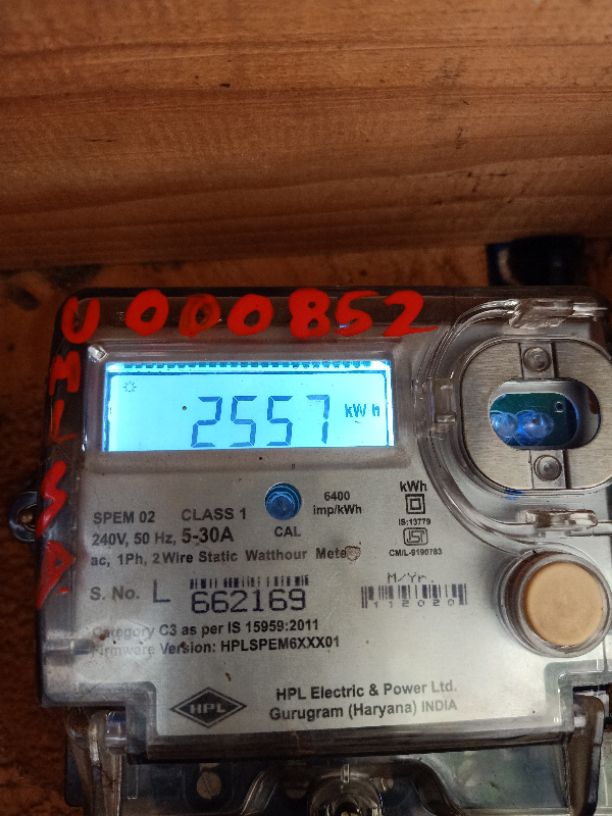 000852
2557 kWh
SPEM 02 CLASS 1
240V, 50 Hz, 5-30A
ac, 1Ph, 2 Wire Static Watthour Meter
6400
imp/kWh
CAL
kWh
IS:13779
CM/L-9190783
S. No. L 662169
M/Yr.
112020
Category C3 as per IS 15959:2011
Firmware Version: HPLSPEM6XXX01
HPL
HPL Electric & Power Ltd.
Gurugram (Haryana) INDIA